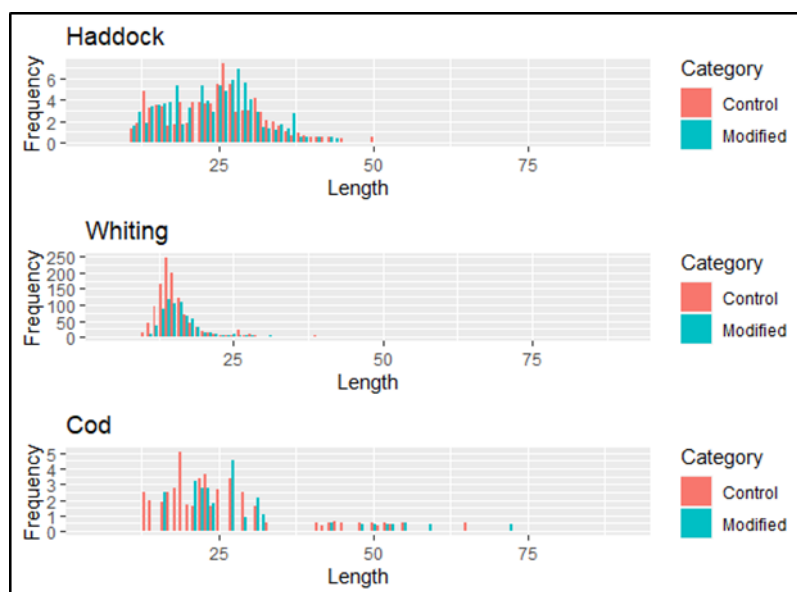 Haddock
Frequency
6
4
2
0
25
50
75
Length
Category
Control
Modified
Whiting
Frequency
250
200
150
100
50
0
25
50
75
Length
Category
Control
Modified
Cod
Frequency
5
4
3
2
1
0
25
50
75
Length
Category
Control
Modified